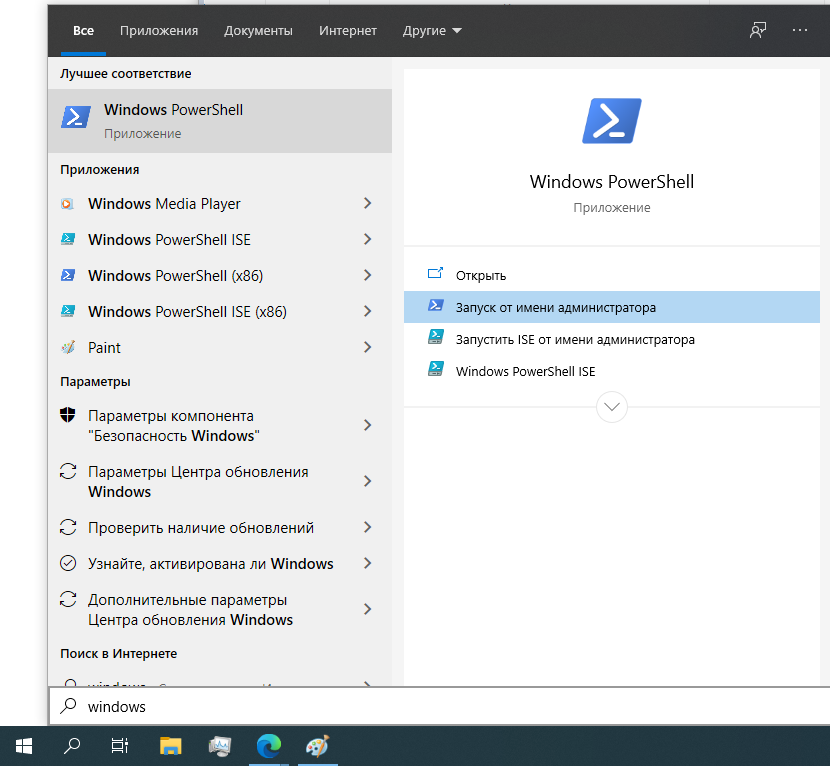 Все Приложения Документы Интернет Другие
Лучшее соответствие
Windows PowerShell
Приложение
Приложения
Windows Media Player
Windows PowerShell ISE
Windows PowerShell (x86)
Windows PowerShell ISE (x86)
Paint
Параметры
Параметры компонента
"Безопасность Windows"
Параметры Центра обновления
Windows
Проверить наличие обновлений
Узнайте, активирована ли Windows
Дополнительные параметры
Центра обновления Windows
Поиск в Интернете
windows
Windows PowerShell
Приложение
Открыть
Запуск от имени администратора
Запустить ISE от имени администратора
Windows PowerShell ISE
windows